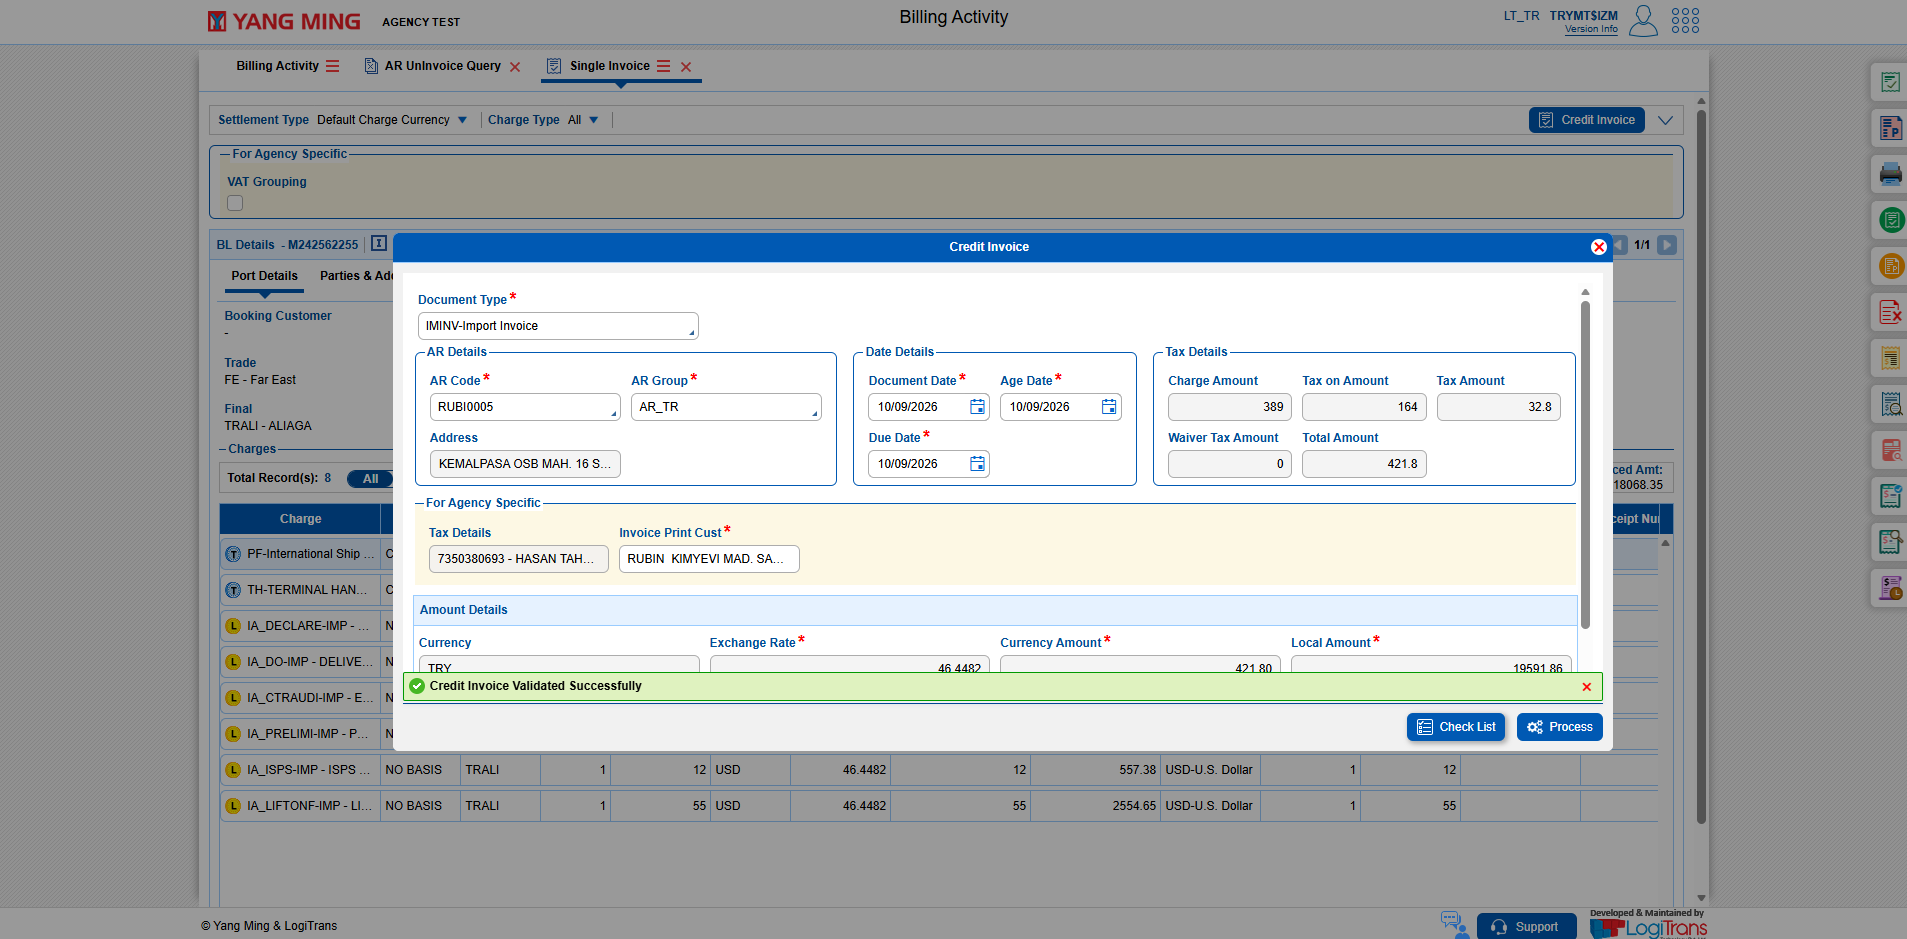 YANG MING
AGENCY TEST
Billing Activity
LT_TR TRYMT$IZM
Version Info
Billing Activity
AR UnInvoice Query
Single Invoice
Settlement Type Default Charge Currency
Charge Type All
Credit Invoice
For Agency Specific
VAT Grouping
BL Details - M242562255
1/1
Port Details
Parties &
Booking Customer
-
Trade
FE - Far East
Final
TRALI - ALIAGA
Charges
Total Record(s): 8
All
Amt:
18068.35
Charge
PF-International Ship ...
TH-TERMINAL HAN...
IA_DECLARE-IMP - ...
IA_DO-IMP - DELIVE...
IA_CTRAUDI-IMP - E...
IA_PRELIMI-IMP - P...
IA_ISPS-IMP - ISPS ... NO BASIS TRALI 1 12 USD 46.4482 12 557.38 USD-U.S. Dollar 1 12
IA_LIFTONF-IMP - LI... NO BASIS TRALI 1 55 USD 46.4482 55 2554.65 USD-U.S. Dollar 1 55
Credit Invoice
Document Type*
IMINV-Import Invoice
AR Details
AR Code* AR Group*
RUBI0005 AR_TR
Address
KEMALPASA OSB MAH. 16 S...
Date Details
Document Date* Age Date*
10/09/2026 10/09/2026
Due Date*
10/09/2026
Tax Details
Charge Amount Tax on Amount Tax Amount
389 164 32.8
Waiver Tax Amount Total Amount
0 421.8
For Agency Specific
Tax Details Invoice Print Cust*
7350380693 - HASAN TAH... RUBIN KIMYEVI MAD. SA...
Amount Details
Currency Exchange Rate* Currency Amount* Local Amount*
TRY 46.4482 421.80 19591.86
Credit Invoice Validated Successfully
Check List
Process
© Yang Ming & LogiTrans
Support
Developed & Maintained by
LogiTrans